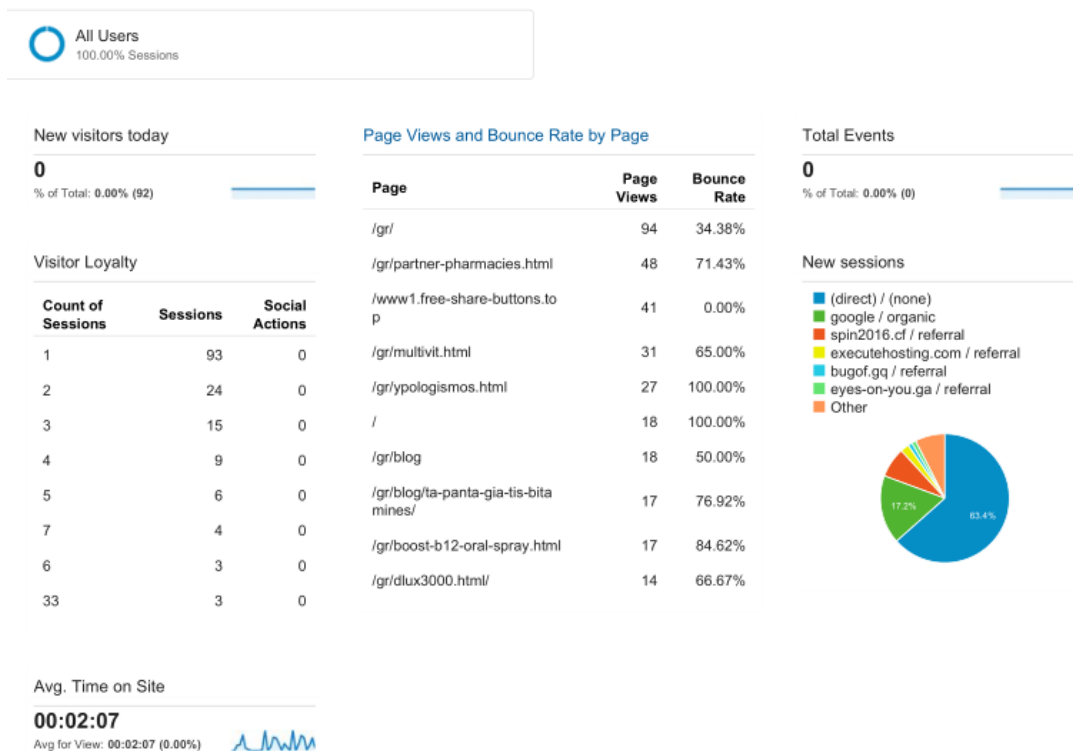 All Users
100.00% Sessions
New visitors today
0
% of Total: 0.00% (92)
Visitor Loyalty
Count of Sessions Sessions Social Actions
1 93 0
2 24 0
3 15 0
4 9 0
5 6 0
7 4 0
6 3 0
33 3 0
Avg. Time on Site
00:02:07
Avg for View: 00:02:07 (0.00%)
Page Views and Bounce Rate by Page
Page Page Views Bounce Rate
/gr/ 94 34.38%
/gr/partner-pharmacies.html 48 71.43%
/www1.free-share-buttons.to
p 41 0.00%
/gr/multivit.html 31 65.00%
/gr/ypologismos.html 27 100.00%
/ 18 100.00%
/gr/blog 18 50.00%
/gr/blog/ta-panta-gia-tis-bita
mines/ 17 76.92%
/gr/boost-b12-oral-spray.html 17 84.62%
/gr/dlux3000.html/ 14 66.67%
Total Events
0
% of Total: 0.00% (0)
New sessions
(direct) / (none)
google / organic
spin2016.cf / referral
executehosting.com / referral
bugof.gq / referral
eyes-on-you.ga / referral
Other
17.2%
63.4%